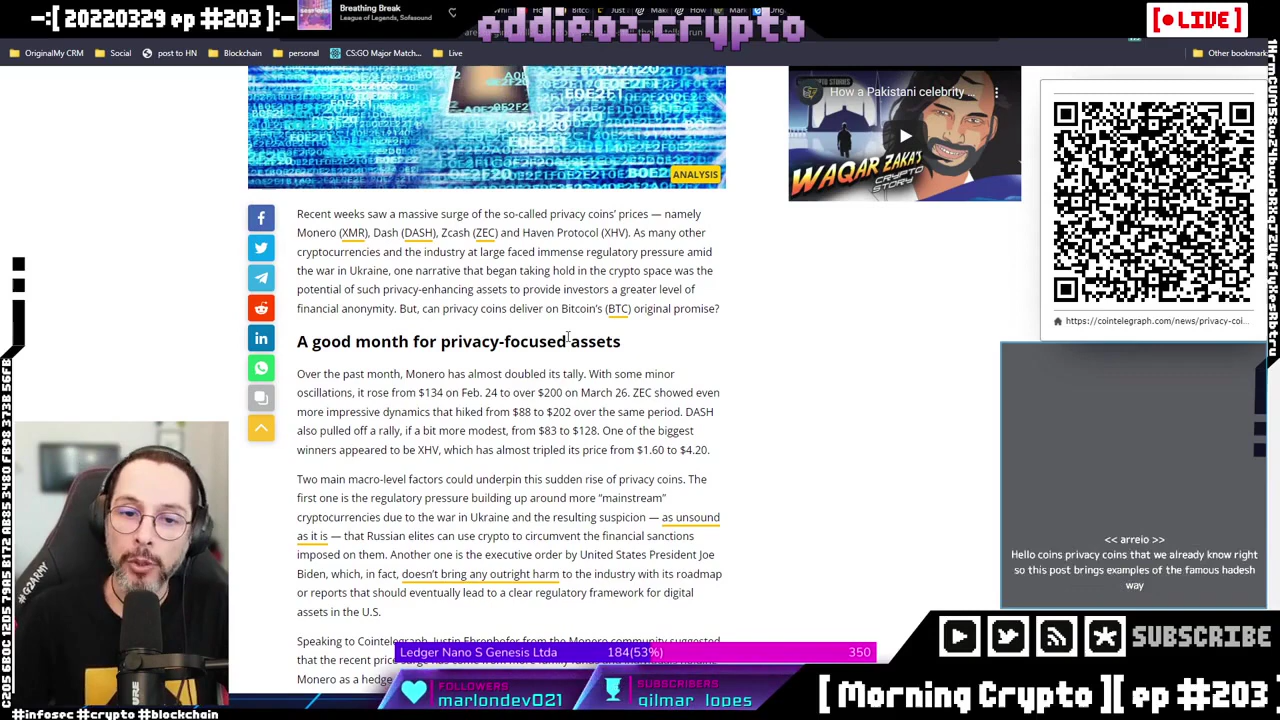 -:[ 20220329 ep #203 ]:-
Breathing Break
League of Legends, Sefasound
eddieoz.crypto
[● LIVE ]
OriginalMy CRM
Social
post to HN
Blockchain
personal
CS:GO Major Match...
Live
Other bookmark
ANALYSIS
How a Pakistani celebrity ...
WAQAR ZAKA'S
CRYPTO
STORY
https://cointelegraph.com/news/privacy-coi...
Recent weeks saw a massive surge of the so-called privacy coins' prices — namely
Monero (XMR), Dash (DASH), Zcash (ZEC) and Haven Protocol (XHV). As many other
cryptocurrencies and the industry at large faced immense regulatory pressure amid
the war in Ukraine, one narrative that began taking hold in the crypto space was the
potential of such privacy-enhancing assets to provide investors a greater level of
financial anonymity. But, can privacy coins deliver on Bitcoin's (BTC) original promise?
A good month for privacy-focused assets
Over the past month, Monero has almost doubled its tally. With some minor
oscillations, it rose from $134 on Feb. 24 to over $200 on March 26. ZEC showed even
more impressive dynamics that hiked from $88 to $202 over the same period. DASH
also pulled off a rally, if a bit more modest, from $83 to $128. One of the biggest
winners appeared to be XHV, which has almost tripled its price from $1.60 to $4.20.
Two main macro-level factors could underpin this sudden rise of privacy coins. The
first one is the regulatory pressure building up around more "mainstream"
cryptocurrencies due to the war in Ukraine and the resulting suspicion — as unsound
as it is — that Russian elites can use crypto to circumvent the financial sanctions
imposed on them. Another one is the executive order by United States President Joe
Biden, which, in fact, doesn't bring any outright harm to the industry with its roadmap
or reports that should eventually lead to a clear regulatory framework for digital
assets in the U.S.
Speaking to Cointelegraph, Justin Ehrenhofer from the Monero community suggested
that the recent price
Monero as a hedge
<< arreio >>
Hello coins privacy coins that we already know right
so this post brings examples of the famous hadesh
way
Ledger Nano S Genesis Ltda
184(53%)
350
FOLLOWERS
marlondev021
SUBSCRIBERS
gilmar_lopes
SUBSCRIBE
[ Morning Crypto ][ ep #203 ]
#infosec #crypto #blockchain